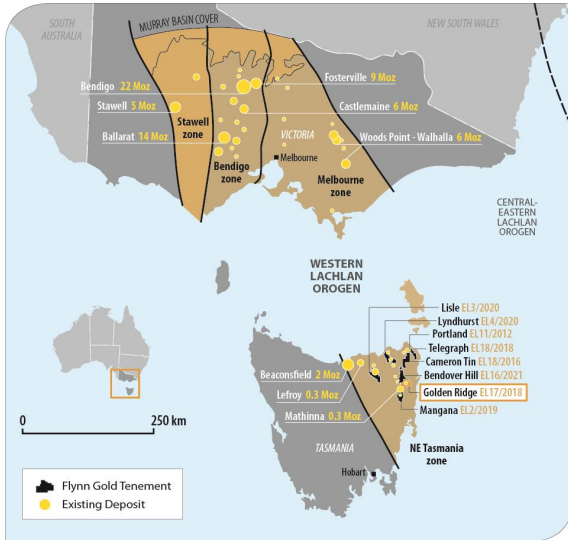 SOUTH
AUSTRALIA
MURRAY BASIN COVER
NEW SOUTH WALES
Bendigo 22 Moz
Fosterville 9 Moz
Stawell 5 Moz
Castlemaine 6 Moz
Stawell
zone
Ballarat 14 Moz
VICTORIA
Woods Point - Walhalla 6 Moz
Melbourne
Bendigo
zone
Melbourne
zone
CENTRAL-
EASTERN
LACHLAN
OROGEN
WESTERN
LACHLAN
OROGEN
Lisle EL3/2020
Lyndhurst EL4/2020
Portland EL11/2012
Telegraph EL18/2018
Cameron Tin EL18/2016
Bendover Hill EL16/2021
Golden Ridge EL17/2018
Mangana EL2/2019
Beaconsfield 2 Moz
Lefroy 0.3 Moz
Mathinna 0.3 Moz
0 250 km
TASMANIA
NE Tasmania
zone
Hobart
Flynn Gold Tenement
Existing Deposit